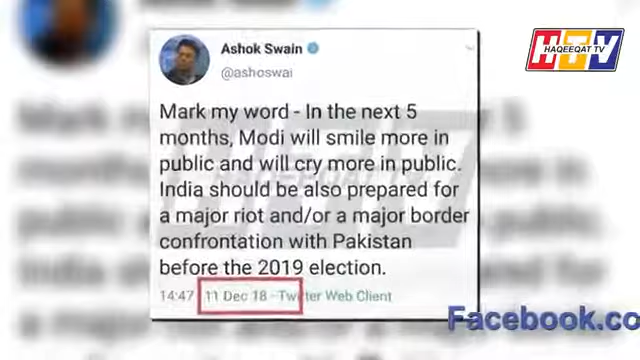 Ashok Swain
@ashoswai
HTV
HAQEEQAT TV
Mark my word - In the next 5
months, Modi will smile more in
public and will cry more in public.
India should be also prepared for
a major riot and/or a major border
confrontation with Pakistan
before the 2019 election.
14:47 11 Dec 18 - Twitter Web Client
Facebook.co